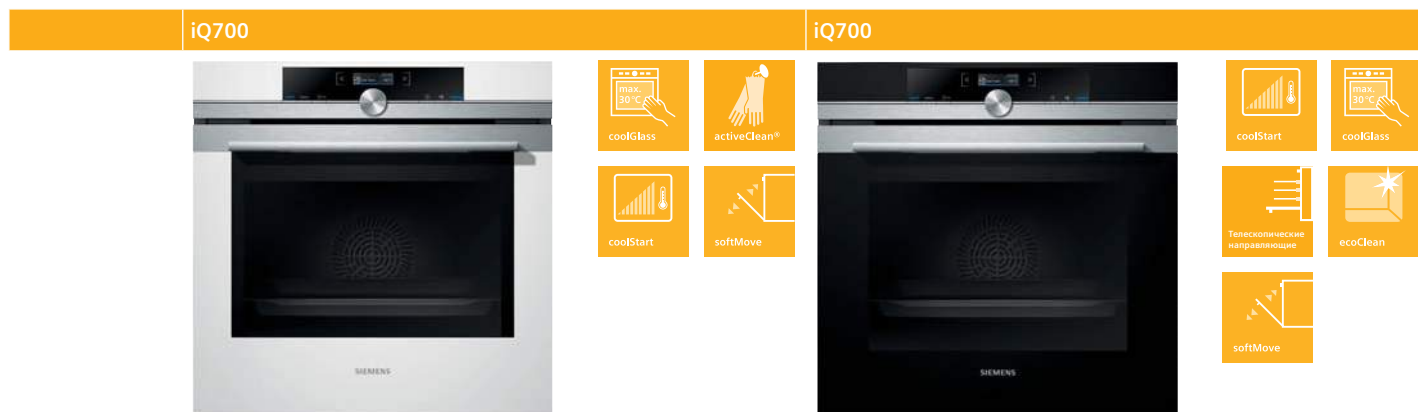 iQ700
iQ700
max.
30°C
coolGlass
activeClean®
coolStart
softMove
SIEMENS
coolStart
max.
30°C
coolGlass
Телескопические
направляющие
ecoClean
softMove
SIEMENS